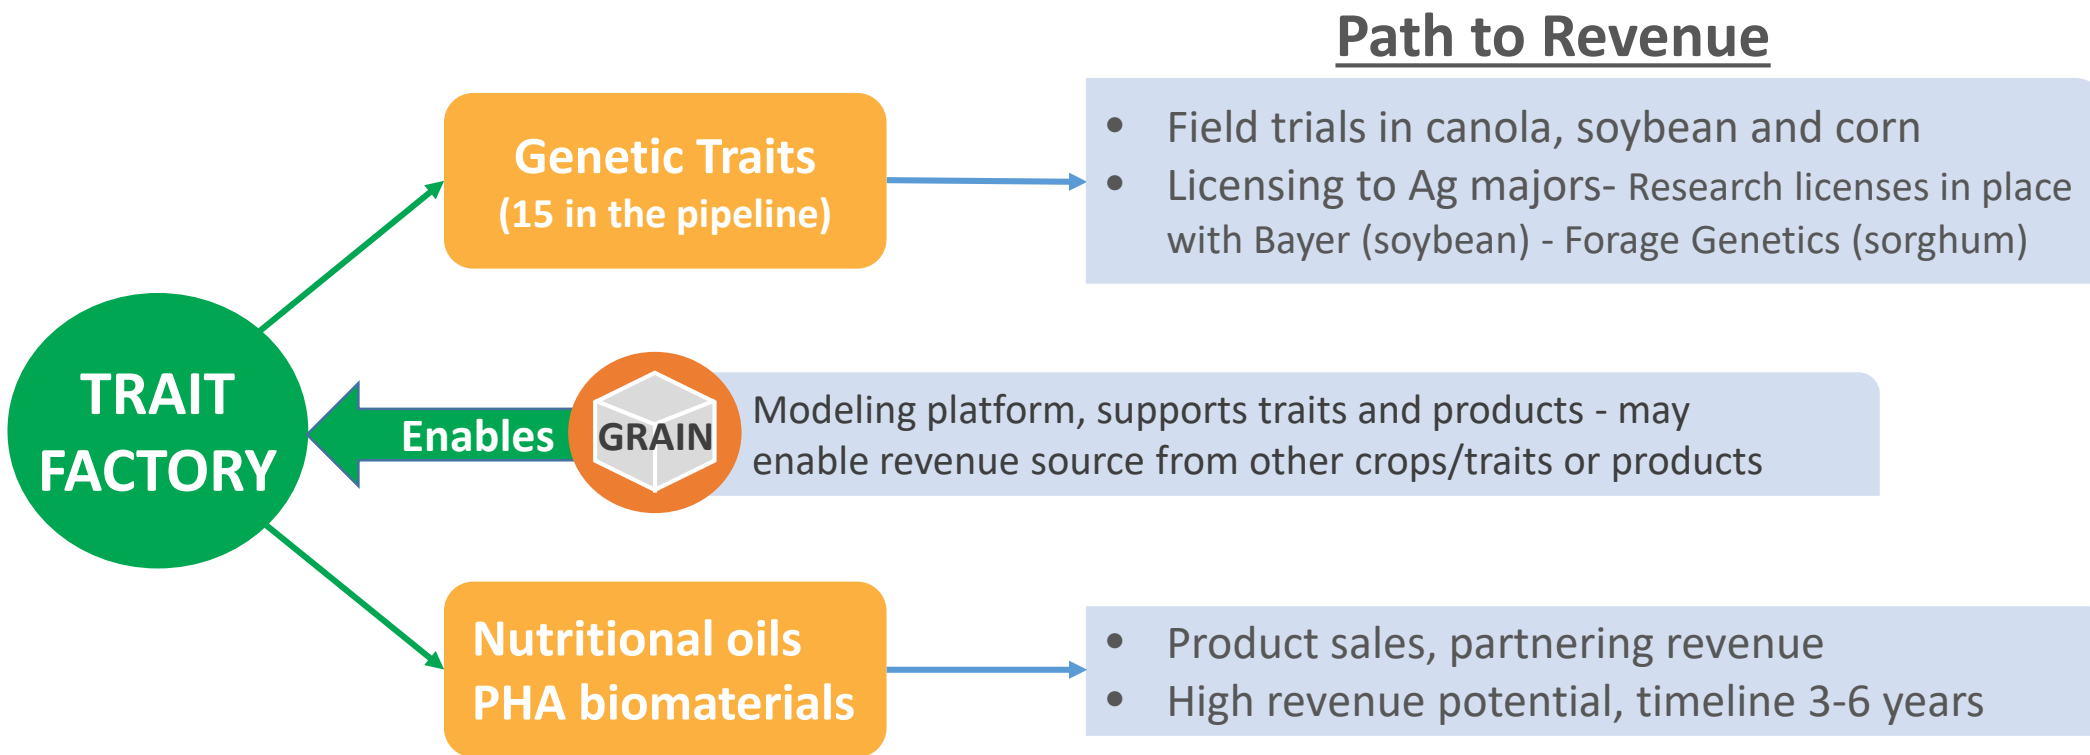 Path to Revenue
Genetic Traits
(15 in the pipeline)
• Field trials in canola, soybean and corn
• Licensing to Ag majors- Research licenses in place
with Bayer (soybean) - Forage Genetics (sorghum)
TRAIT
FACTORY
Enables
GRAIN
Modeling platform, supports traits and products - may
enable revenue source from other crops/traits or products
Nutritional oils
PHA biomaterials
• Product sales, partnering revenue
• High revenue potential, timeline 3-6 years